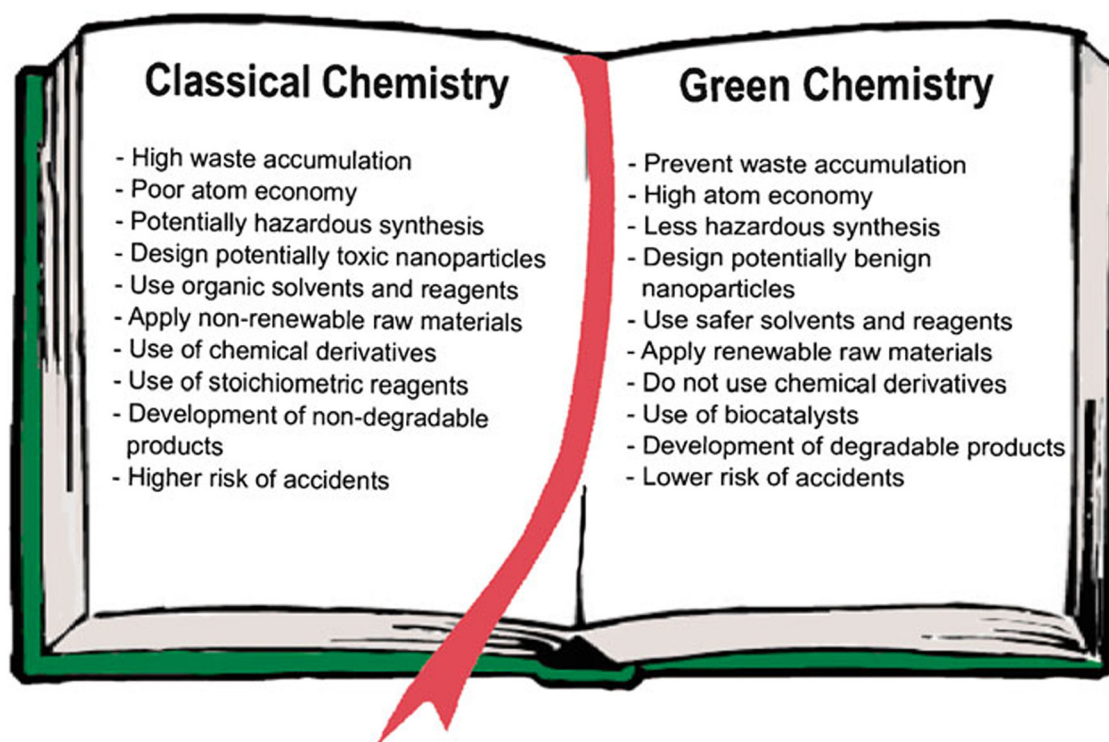 Classical Chemistry
- High waste accumulation
- Poor atom economy
- Potentially hazardous synthesis
- Design potentially toxic nanoparticles
- Use organic solvents and reagents
- Apply non-renewable raw materials
- Use of chemical derivatives
- Use of stoichiometric reagents
- Development of non-degradable
products
- Higher risk of accidents
Green Chemistry
- Prevent waste accumulation
- High atom economy
- Less hazardous synthesis
- Design potentially benign
nanoparticles
- Use safer solvents and reagents
- Apply renewable raw materials
- Do not use chemical derivatives
- Use of biocatalysts
- Development of degradable products
- Lower risk of accidents